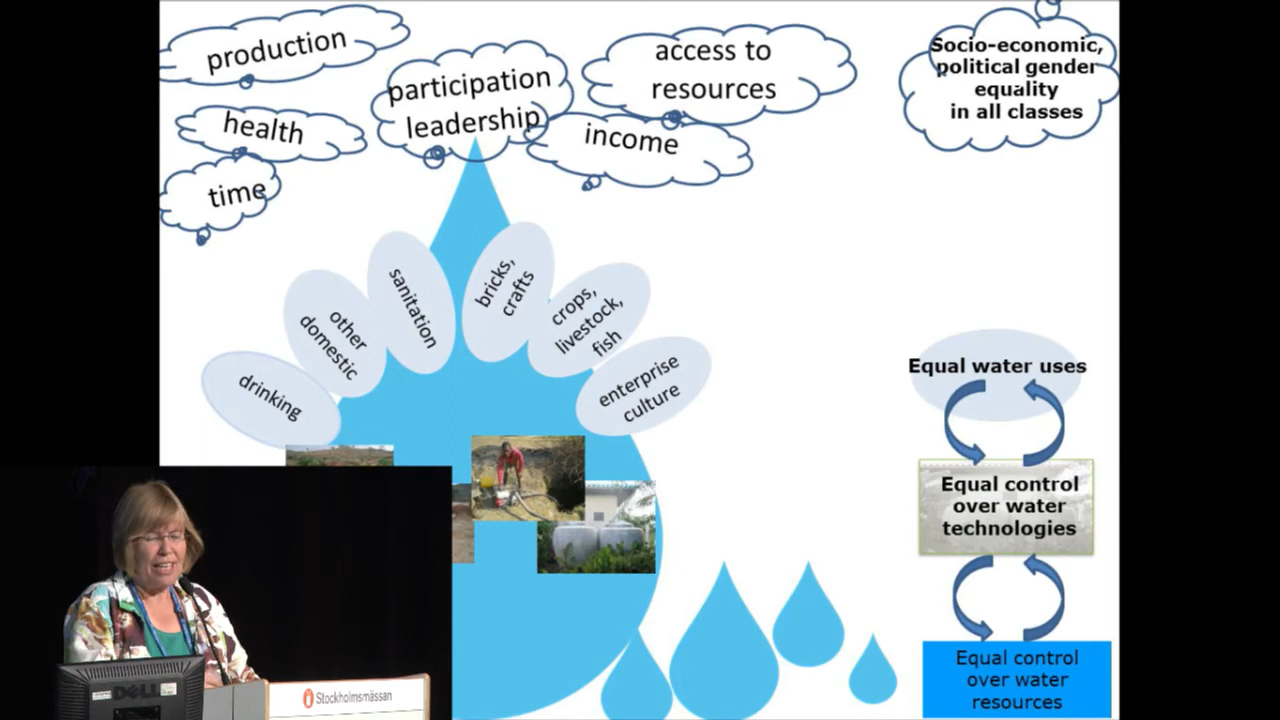 production
participation
leadership
access to
resources
Socio-economic,
political gender
equality
in all classes
health
income
time
sanitation
bricks,
crafts
other
domestic
crops,
livestock,
fish
drinking
enterprise
culture
Equal water uses
Equal control
over water
technologies
Equal control
over water
resources
DELL
Stockholmsmässan